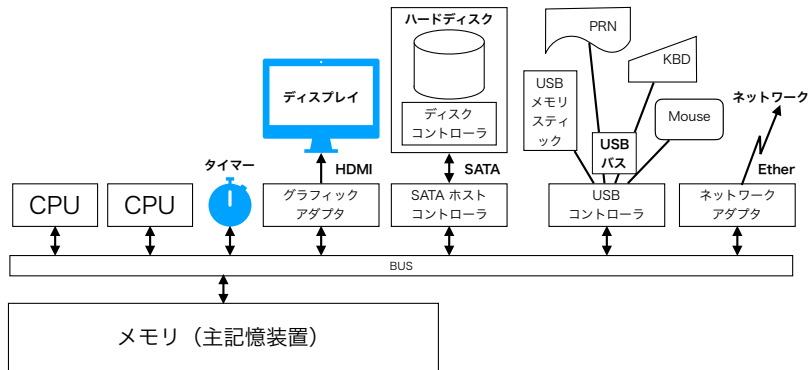 ハードディスク
PRN
KBD
ディスプレイ
ディスク
コントローラ
USB
メモリ
スティ
ック
Mouse
ネットワーク
USB
バス
タイマー
HDMI
SATA
Ether
CPU
CPU
グラフィック
アダプタ
SATA ホスト
コントローラ
USB
コントローラ
ネットワーク
アダプタ
BUS
メモリ（主記憶装置）